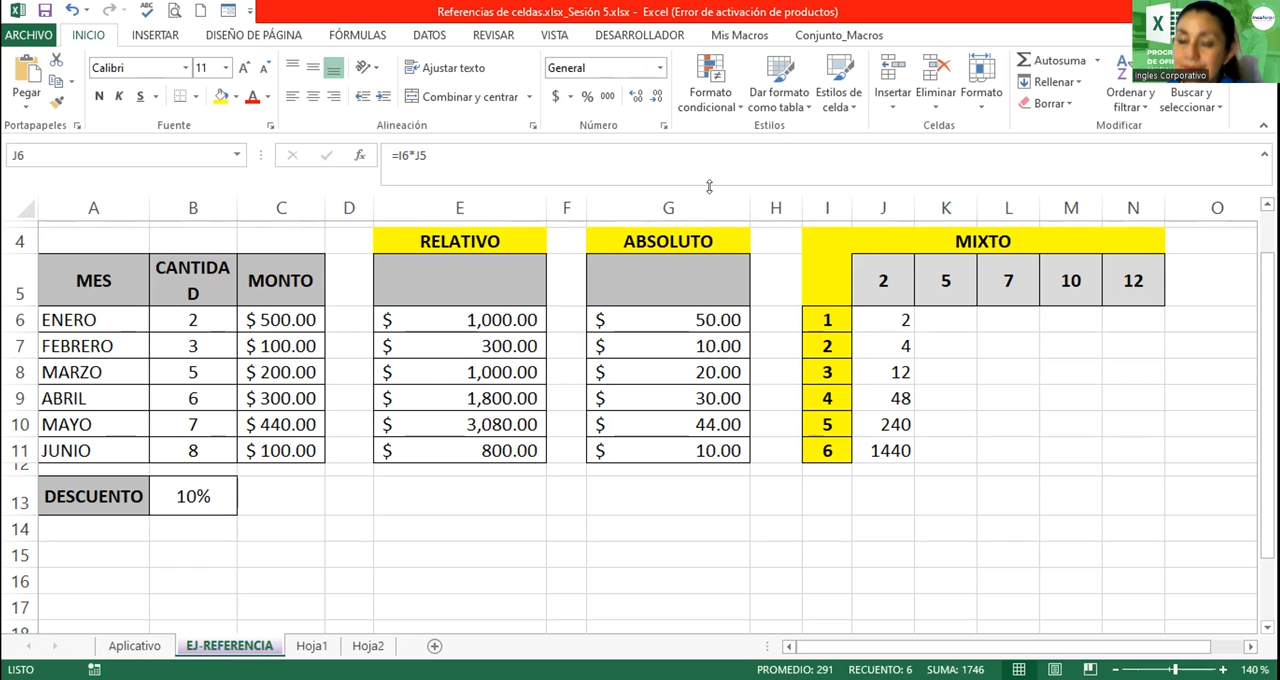 Referencias de celdas.xlsx_Sesión 5.xlsx - Excel (Error de activación de productos)
ARCHIVO INICIO INSERTAR DISEÑO DE PÁGINA FÓRMULAS DATOS REVISAR VISTA DESARROLLADOR Mis Macros Conjunto_Macros
Ingles Corporativo
Calibri 11 Ajustar texto General Autosuma
Pegar Formato condicional Dar formato como tabla Estilos de celda Insertar Eliminar Formato Rellenar Ordenar y filtrar Buscar y seleccionar
N K S Combinar y centrar $ % 000 Borrar
Portapapeles Fuente Alineación Número Estilos Celdas Modificar
J6 fx =I6*J5
A B C D E F G H I J K L M N O
4 RELATIVO ABSOLUTO MIXTO
5 MES CANTIDAD MONTO 2 5 7 10 12
6 ENERO 2 $ 500.00 $ 1,000.00 $ 50.00 1 2
7 FEBRERO 3 $ 100.00 $ 300.00 $ 10.00 2 4
8 MARZO 5 $ 200.00 $ 1,000.00 $ 20.00 3 12
9 ABRIL 6 $ 300.00 $ 1,800.00 $ 30.00 4 48
10 MAYO 7 $ 440.00 $ 3,080.00 $ 44.00 5 240
11 JUNIO 8 $ 100.00 $ 800.00 $ 10.00 6 1440
12
13 DESCUENTO 10%
14
15
16
17
18
Aplicativo EJ-REFERENCIA Hoja1 Hoja2
LISTO PROMEDIO: 291 RECUENTO: 6 SUMA: 1746 140 %